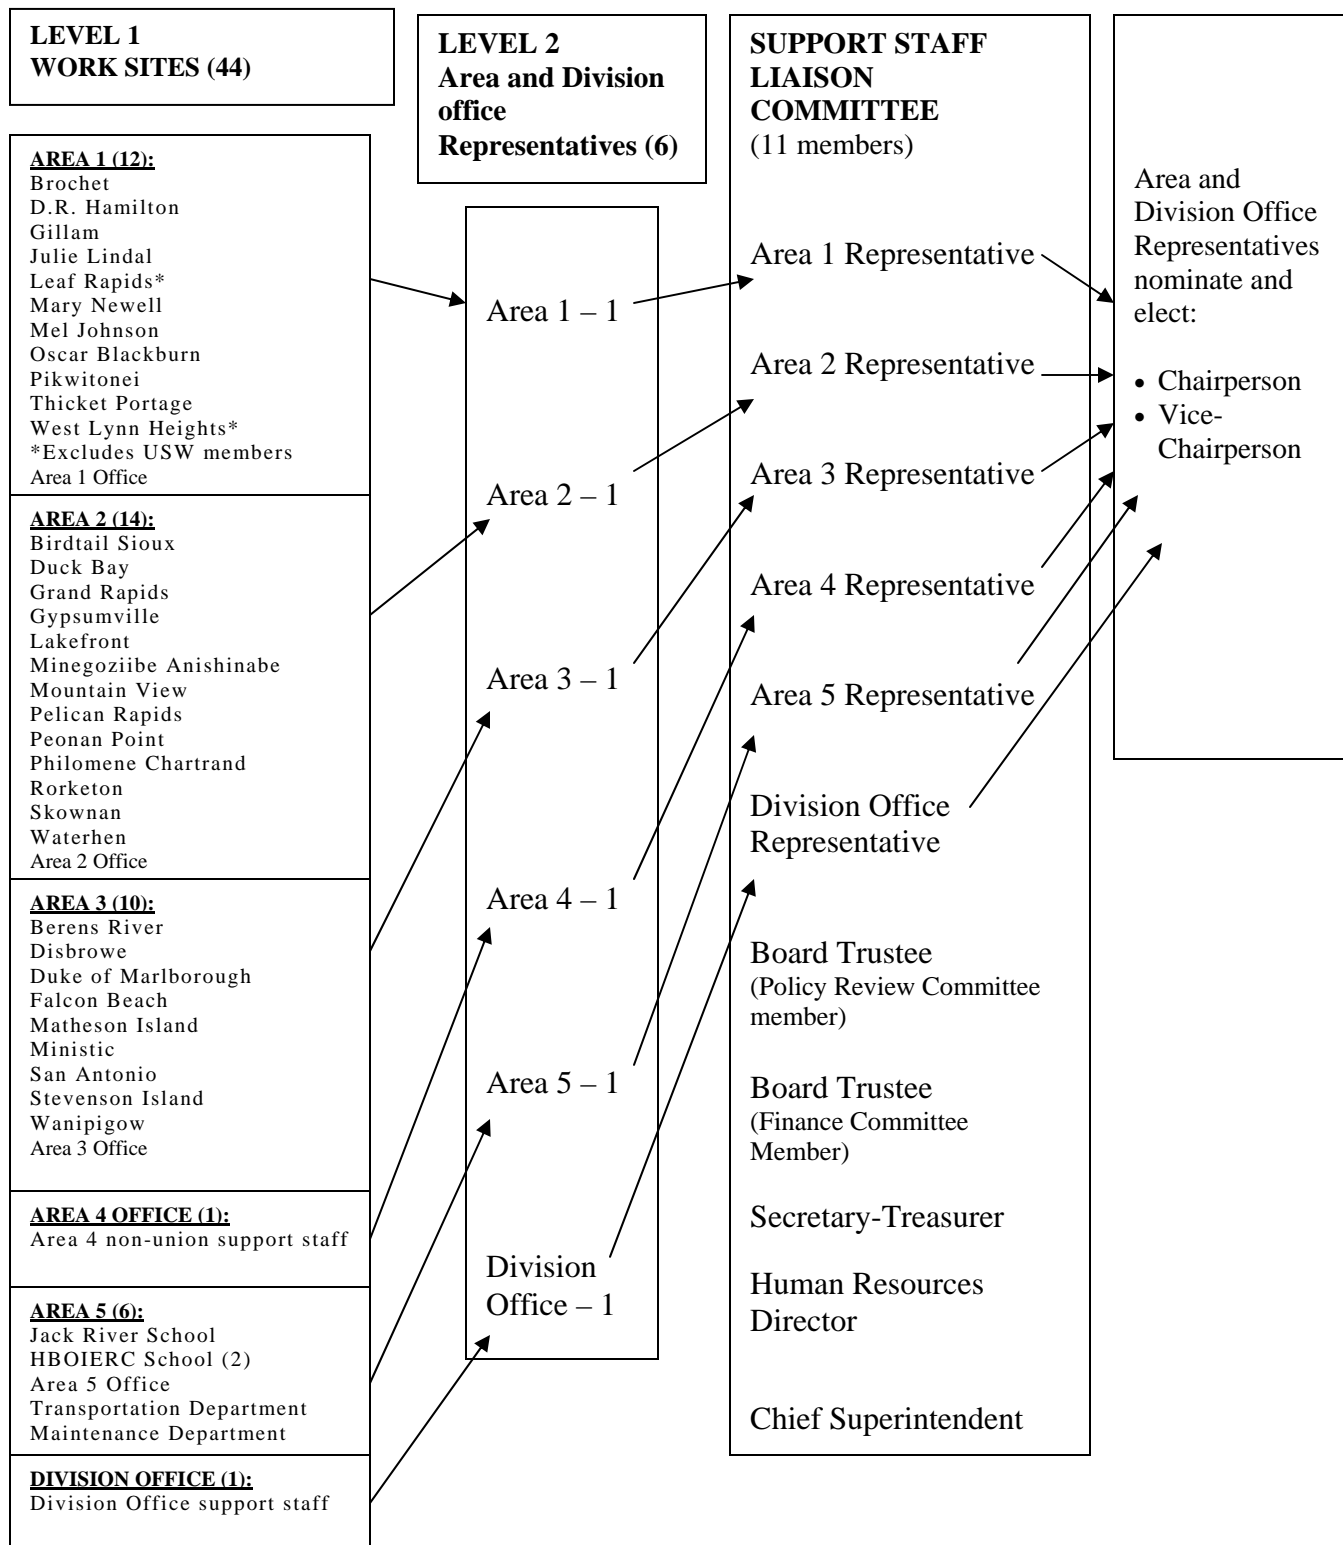 LEVEL 1
WORK SITES (44)
AREA 1 (12):
Brochet
D.R. Hamilton
Gillam
Julie Lindal
Leaf Rapids*
Mary Newell
Mel Johnson
Oscar Blackburn
Pikwitonei
Thicket Portage
West Lynn Heights*
*Excludes USW members
Area 1 Office
AREA 2 (14):
Birdtail Sioux
Duck Bay
Grand Rapids
Gypsumville
Lakefront
Minegoziibe Anishinabe
Mountain View
Pelican Rapids
Peonan Point
Philomene Chartrand
Rorketon
Skownan
Waterhen
Area 2 Office
AREA 3 (10):
Berens River
Disbrowe
Duke of Marlborough
Falcon Beach
Matheson Island
Ministic
San Antonio
Stevenson Island
Wanipigow
Area 3 Office
AREA 4 OFFICE (1):
Area 4 non-union support staff
AREA 5 (6):
Jack River School
HBOIERC School (2)
Area 5 Office
Transportation Department
Maintenance Department
DIVISION OFFICE (1):
Division Office support staff
LEVEL 2
Area and Division
office
Representatives (6)
Area 1 – 1
Area 2 – 1
Area 3 – 1
Area 4 – 1
Area 5 – 1
Division
Office – 1
SUPPORT STAFF
LIAISON
COMMITTEE
(11 members)
Area 1 Representative
Area 2 Representative
Area 3 Representative
Area 4 Representative
Area 5 Representative
Division Office
Representative
Board Trustee
(Policy Review Committee
member)
Board Trustee
(Finance Committee
Member)
Secretary-Treasurer
Human Resources
Director
Chief Superintendent
Area and
Division Office
Representatives
nominate and
elect:
• Chairperson
• Vice-
Chairperson